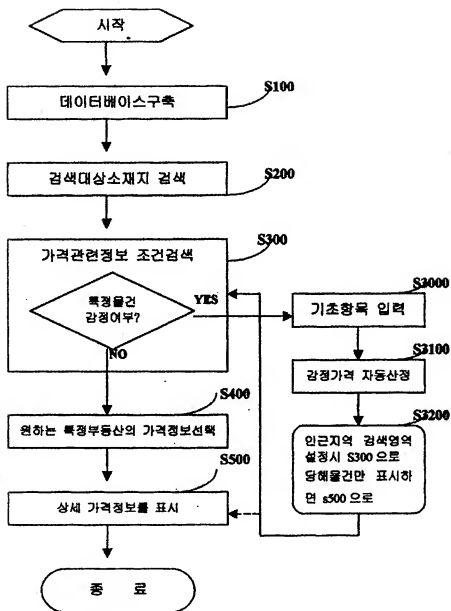 시작
데이터베이스구축
S100
검색대상소재지 검색
S200
가격관련정보 조건검색
S300
특정물건
감정여부?
YES
NO
기초항목 입력
S3000
감정가격 자동산정
S3100
인근지역 검색영역
설정시 S300 으로
당해물건만 표시하
면 s500 으로
S3200
원하는 특정부동산의 가격정보선택
S400
상세 가격정보를 표시
S500
종 료